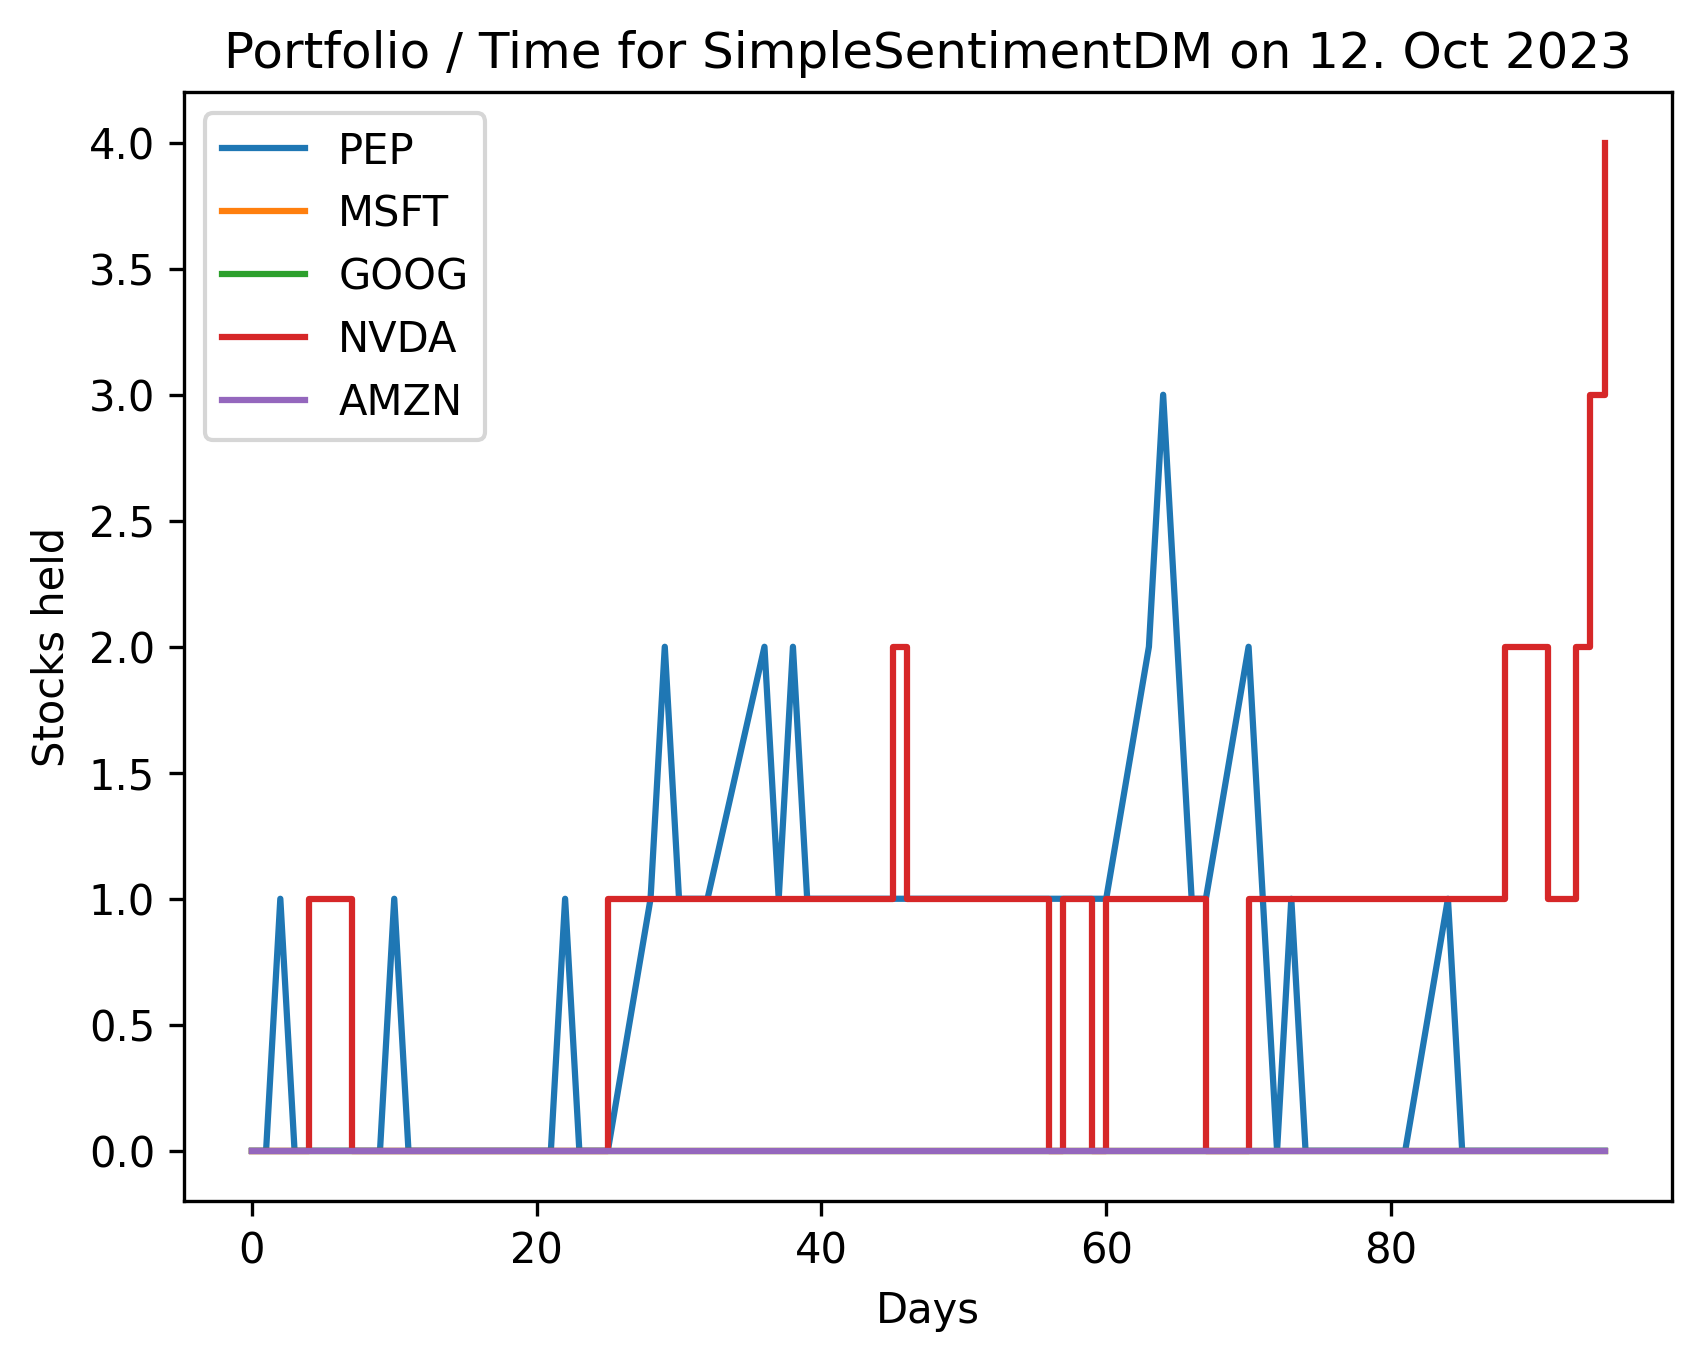 Portfolio / Time for SimpleSentimentDM on 12. Oct 2023
PEP
MSFT
GOOG
NVDA
AMZN
Stocks held
4.0
3.5
3.0
2.5
2.0
1.5
1.0
0.5
0.0
0 20 40 60 80
Days